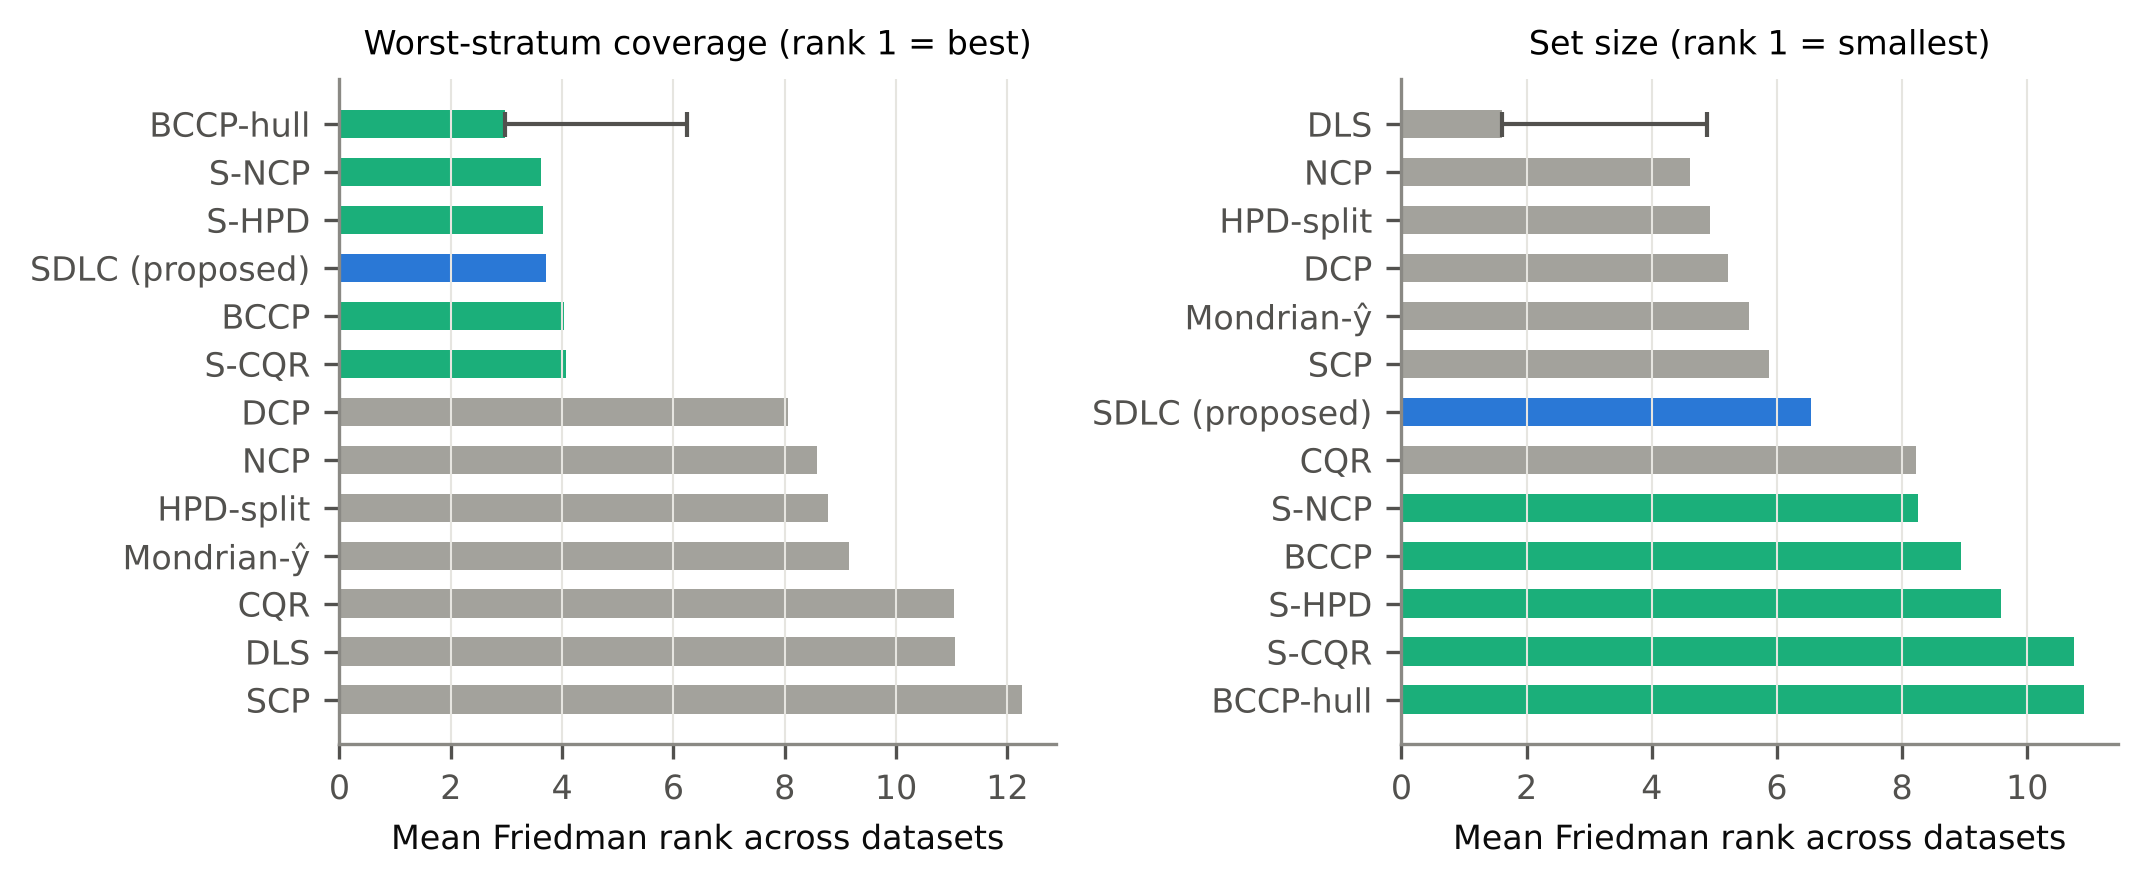 Worst-stratum coverage (rank 1 = best)
BCCP-hull
S-NCP
S-HPD
SDLC (proposed)
BCCP
S-CQR
DCP
NCP
HPD-split
Mondrian-ŷ
CQR
DLS
SCP
0 2 4 6 8 10 12
Mean Friedman rank across datasets
Set size (rank 1 = smallest)
DLS
NCP
HPD-split
DCP
Mondrian-ŷ
SCP
SDLC (proposed)
CQR
S-NCP
BCCP
S-HPD
S-CQR
BCCP-hull
0 2 4 6 8 10
Mean Friedman rank across datasets